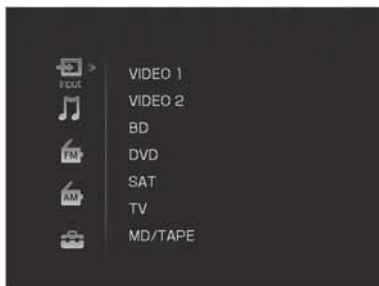 input
VIDEO 1
VIDEO 2
BD
FM
DVD
SAT
AM
TV
MD/TAPE